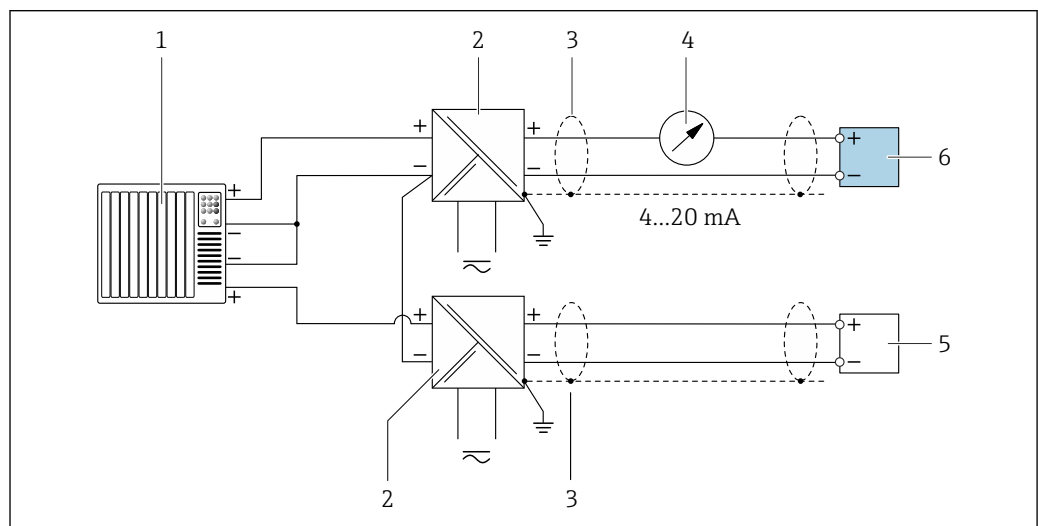 1 2 3 4
+ + +
− − −
+ 6
4...20 mA
−
−
+
+ + +
− − − 5
2 3